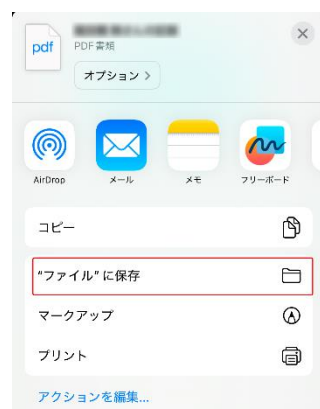 pdf
PDF書類
オプション >
AirDrop
メール
メモ
フリーボード
コピー
"ファイル" に保存
マークアップ
プリント
アクションを編集...